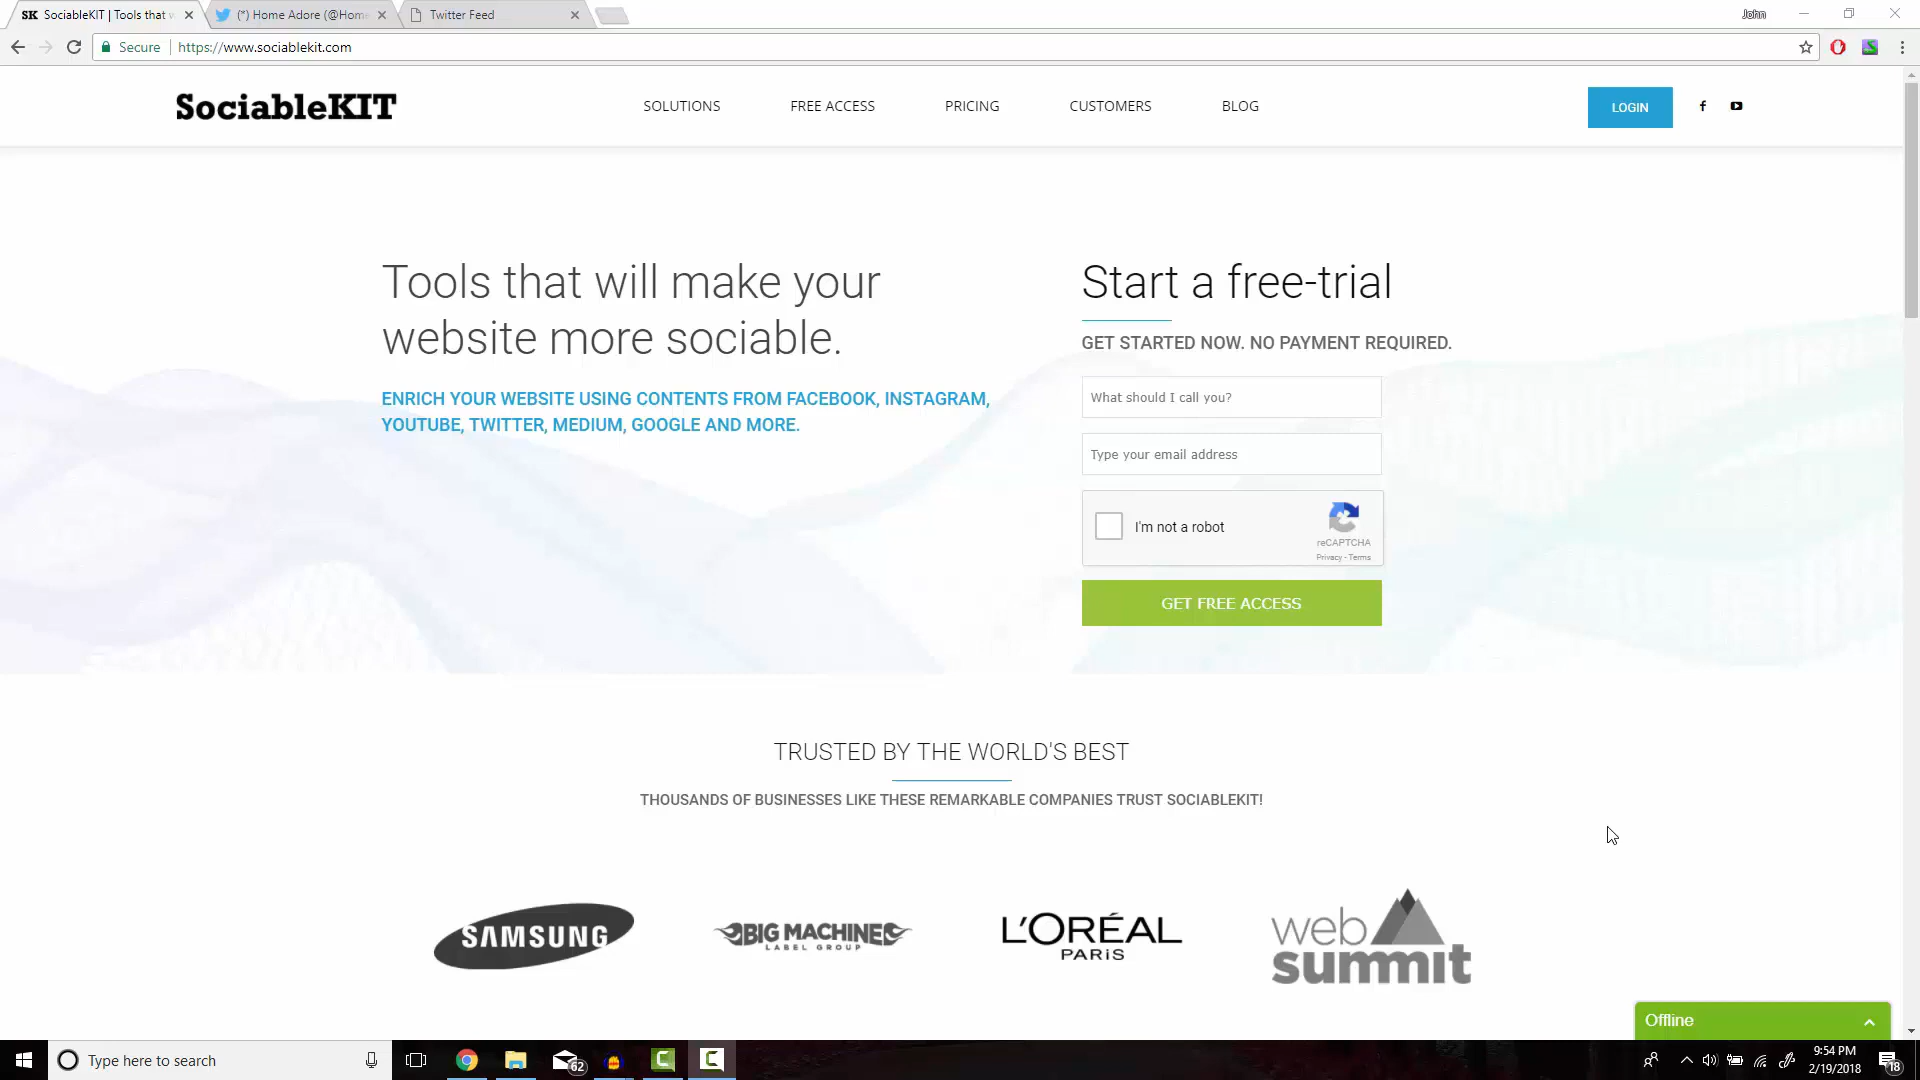 SK SociableKIT | Tools that
(*) Home Adore (@Home
Twitter Feed
John
Secure
https://www.sociablekit.com
SociableKIT
SOLUTIONS
FREE ACCESS
PRICING
CUSTOMERS
BLOG
LOGIN
Tools that will make your
website more sociable.
ENRICH YOUR WEBSITE USING CONTENTS FROM FACEBOOK, INSTAGRAM,
YOUTUBE, TWITTER, MEDIUM, GOOGLE AND MORE.
Start a free-trial
GET STARTED NOW. NO PAYMENT REQUIRED.
What should I call you?
Type your email address
I'm not a robot
reCAPTCHA
Privacy - Terms
GET FREE ACCESS
TRUSTED BY THE WORLD'S BEST
THOUSANDS OF BUSINESSES LIKE THESE REMARKABLE COMPANIES TRUST SOCIABLEKIT!
SAMSUNG
BIG MACHINE
LABEL GROUP
L'ORÉAL
PARiS
web
summit
Offline
Type here to search
62
9:54 PM
2/19/2018
18